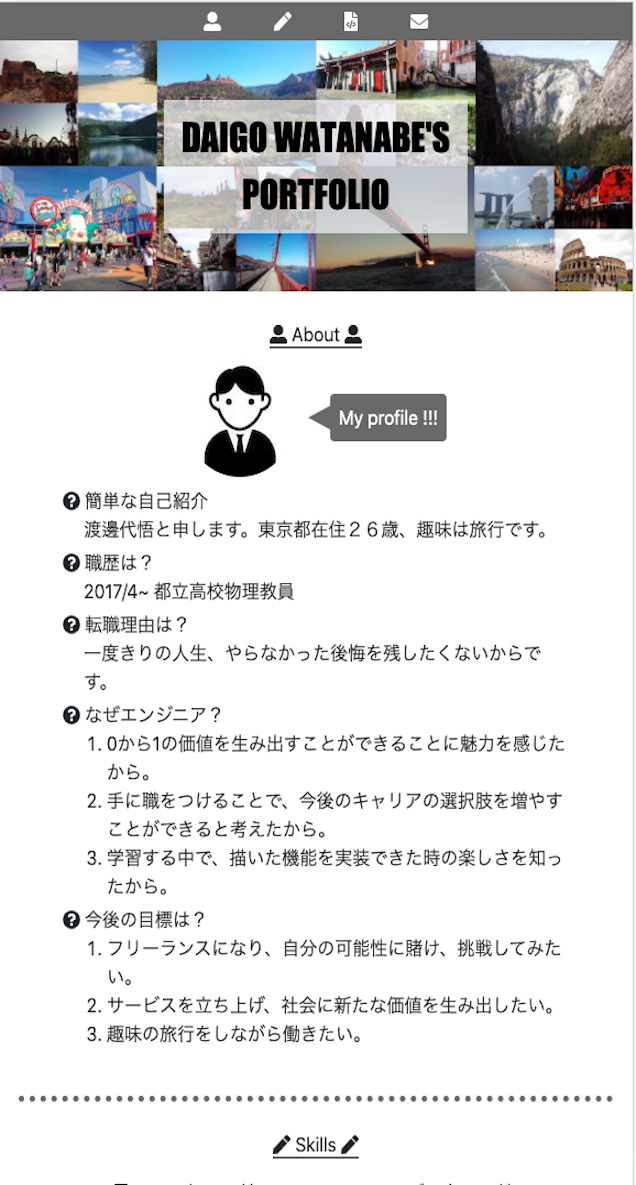 DAIGO WATANABE'S
PORTFOLIO
About
My profile !!!
簡単な自己紹介
渡邊代悟と申します。東京都在住２６歳、趣味は旅行です。
職歴は？
2017/4~ 都立高校物理教員
転職理由は？
一度きりの人生、やらなかった後悔を残したくないからで
す。
なぜエンジニア？
1. 0から1の価値を生み出すことができることに魅力を感じた
から。
2. 手に職をつけることで、今後のキャリアの選択肢を増やす
ことができると考えたから。
3. 学習する中で、描いた機能を実装できた時の楽しさを知っ
たから。
今後の目標は？
1. フリーランスになり、自分の可能性に賭け、挑戦してみた
い。
2. サービスを立ち上げ、社会に新たな価値を生み出したい。
3. 趣味の旅行をしながら働きたい。
Skills